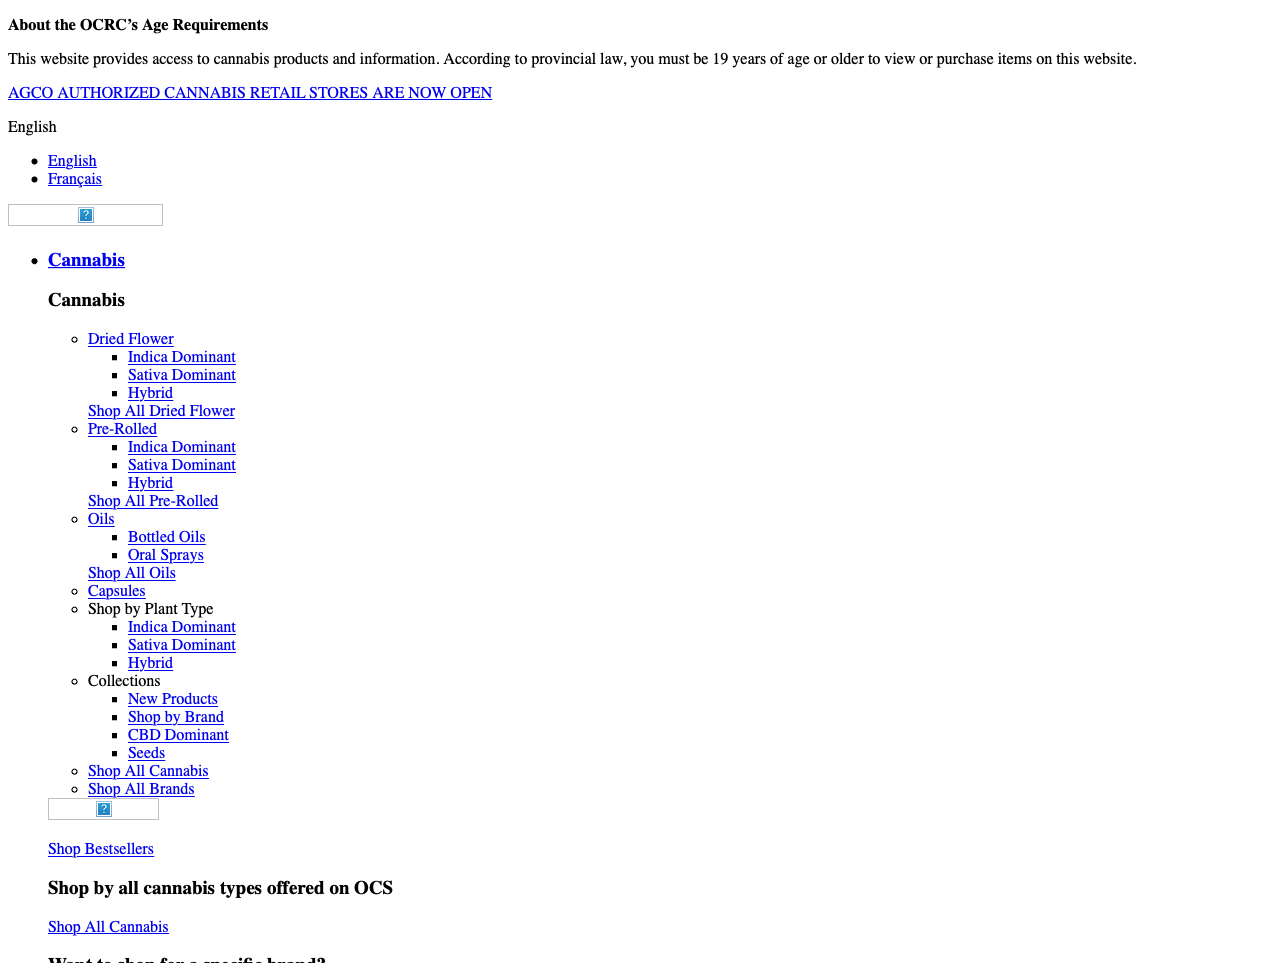 About the OCRC’s Age Requirements
This website provides access to cannabis products and information. According to provincial law, you must be 19 years of age or older to view or purchase items on this website.
AGCO AUTHORIZED CANNABIS RETAIL STORES ARE NOW OPEN
English
English
Français
Cannabis
Cannabis
Dried Flower
Indica Dominant
Sativa Dominant
Hybrid
Shop All Dried Flower
Pre-Rolled
Indica Dominant
Sativa Dominant
Hybrid
Shop All Pre-Rolled
Oils
Bottled Oils
Oral Sprays
Shop All Oils
Capsules
Shop by Plant Type
Indica Dominant
Sativa Dominant
Hybrid
Collections
New Products
Shop by Brand
CBD Dominant
Seeds
Shop All Cannabis
Shop All Brands
Shop Bestsellers
Shop by all cannabis types offered on OCS
Shop All Cannabis
Want to shop for a specific brand?